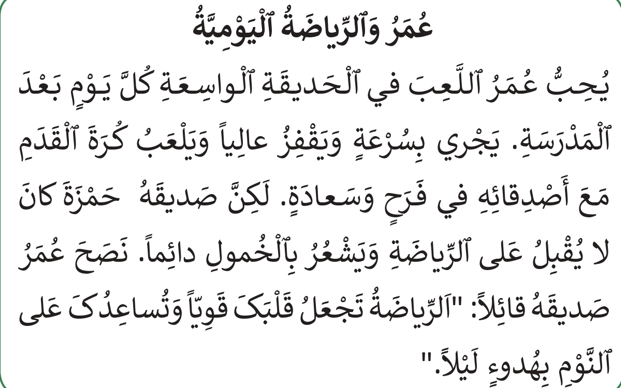 عُمَرُ وَٱلرِّياضَةُ ٱلْيَوْمِيَّةُ
يُحِبُّ عُمَرُ ٱللَّعِبَ في ٱلْحَديقَةِ ٱلْواسِعَةِ كُلَّ يَوْمٍ بَعْدَ
ٱلْمَدْرَسَةِ. يَجْري بِسُرْعَةٍ وَيَقْفِزُ عالِياً وَيَلْعَبُ كُرَةَ ٱلْقَدَمِ
مَعَ أَصْدِقائِهِ في فَرَحٍ وَسَعادَةٍ. لَكِنَّ صَديقَهُ حَمْزَةَ كانَ
لا يُقْبِلُ عَلى ٱلرِّياضَةِ وَيَشْعُرُ بِٱلْخُمولِ دائِماً. نَصَحَ عُمَرُ
صَديقَهُ قائِلاً: "اَلرِّياضَةُ تَجْعَلُ قَلْبَکَ قَوِيّاً وَتُساعِدُکَ عَلى
ٱلنَّوْمِ بِهُدوءٍ لَيْلاً."